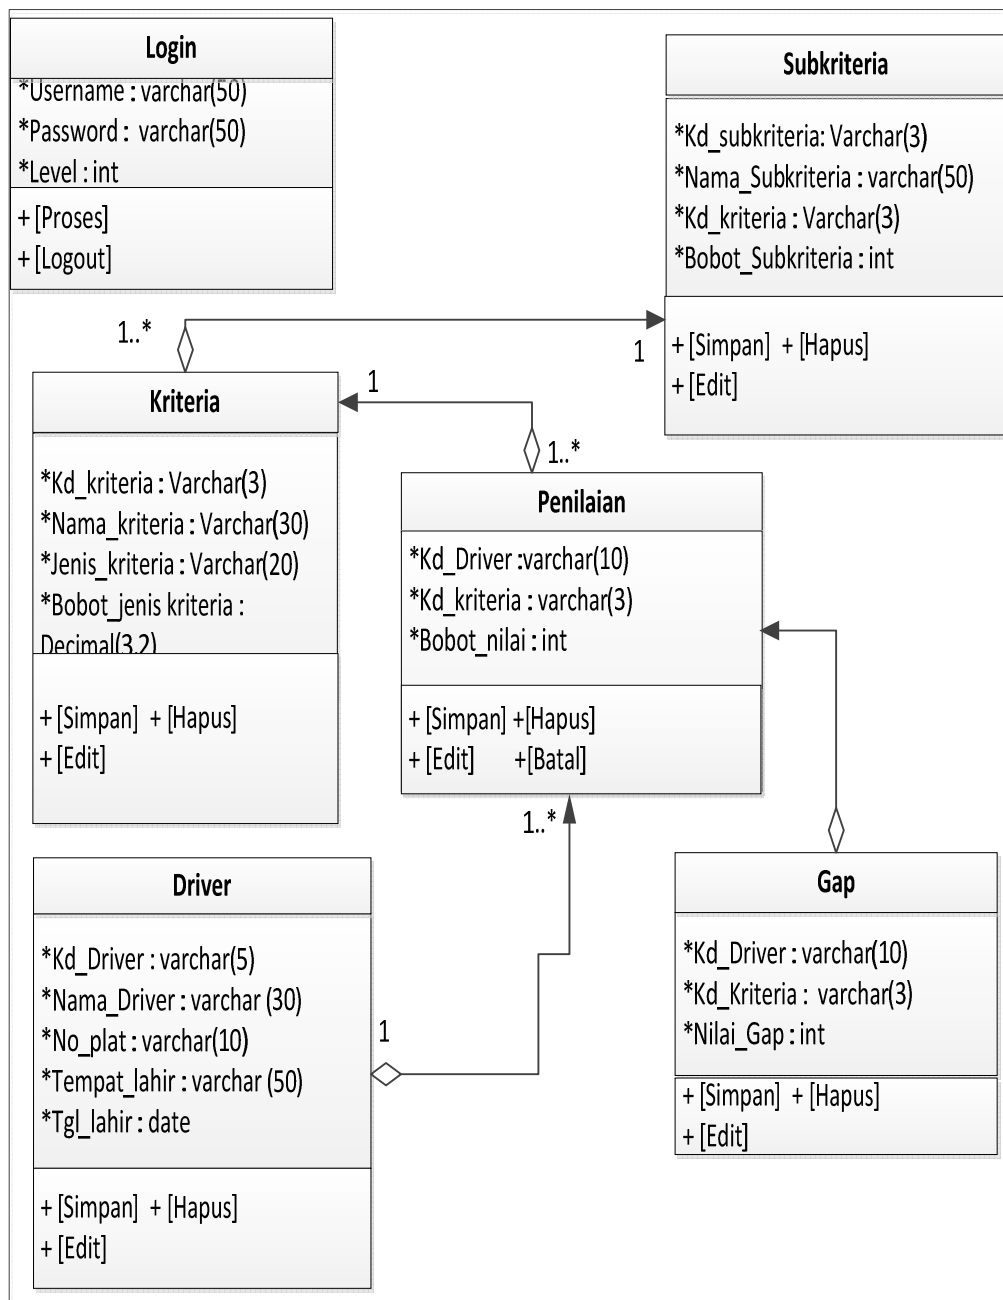 Login
*Username : varchar(50)
*Password : varchar(50)
*Level : int
+ [Proses]
+ [Logout]
Subkriteria
*Kd_subkriteria: Varchar(3)
*Nama_Subkriteria : varchar(50)
*Kd_kriteria : Varchar(3)
*Bobot_Subkriteria : int
+ [Simpan] + [Hapus]
+ [Edit]
1..*
1
Kriteria
*Kd_kriteria : Varchar(3)
*Nama_kriteria : Varchar(30)
*Jenis_kriteria : Varchar(20)
*Bobot_jenis kriteria :
Decimal(3,2)
+ [Simpan] + [Hapus]
+ [Edit]
1
1..*
Penilaian
*Kd_Driver :varchar(10)
*Kd_kriteria : varchar(3)
*Bobot_nilai : int
+ [Simpan] +[Hapus]
+ [Edit] +[Batal]
1..*
Driver
*Kd_Driver : varchar(5)
*Nama_Driver : varchar (30)
*No_plat : varchar(10)
*Tempat_lahir : varchar (50)
*Tgl_lahir : date
+ [Simpan] + [Hapus]
+ [Edit]
1
Gap
*Kd_Driver : varchar(10)
*Kd_Kriteria : varchar(3)
*Nilai_Gap : int
+ [Simpan] + [Hapus]
+ [Edit]